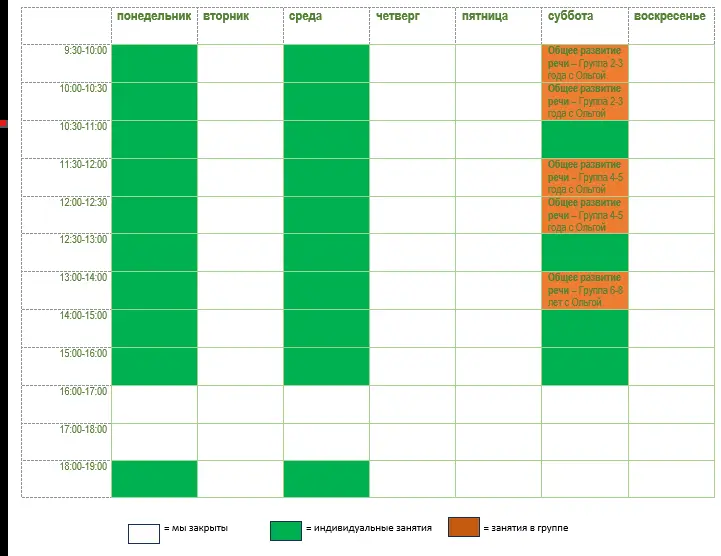 понедельник вторник среда четверг пятница суббота воскресенье
9:30-10:00
Общее развитие
речи – Группа 2-3
года с Ольгой
10:00-10:30
Общее развитие
речи – Группа 2-3
года с Ольгой
10:30-11:00
11:30-12:00
Общее развитие
речи – Группа 4-5
года с Ольгой
12:00-12:30
Общее развитие
речи – Группа 4-5
года с Ольгой
12:30-13:00
13:00-14:00
Общее развитие
речи – Группа 6-8
лет с Ольгой
14:00-15:00
15:00-16:00
16:00-17:00
17:00-18:00
18:00-19:00
= мы закрыты = индивидуальные занятия = занятия в группе